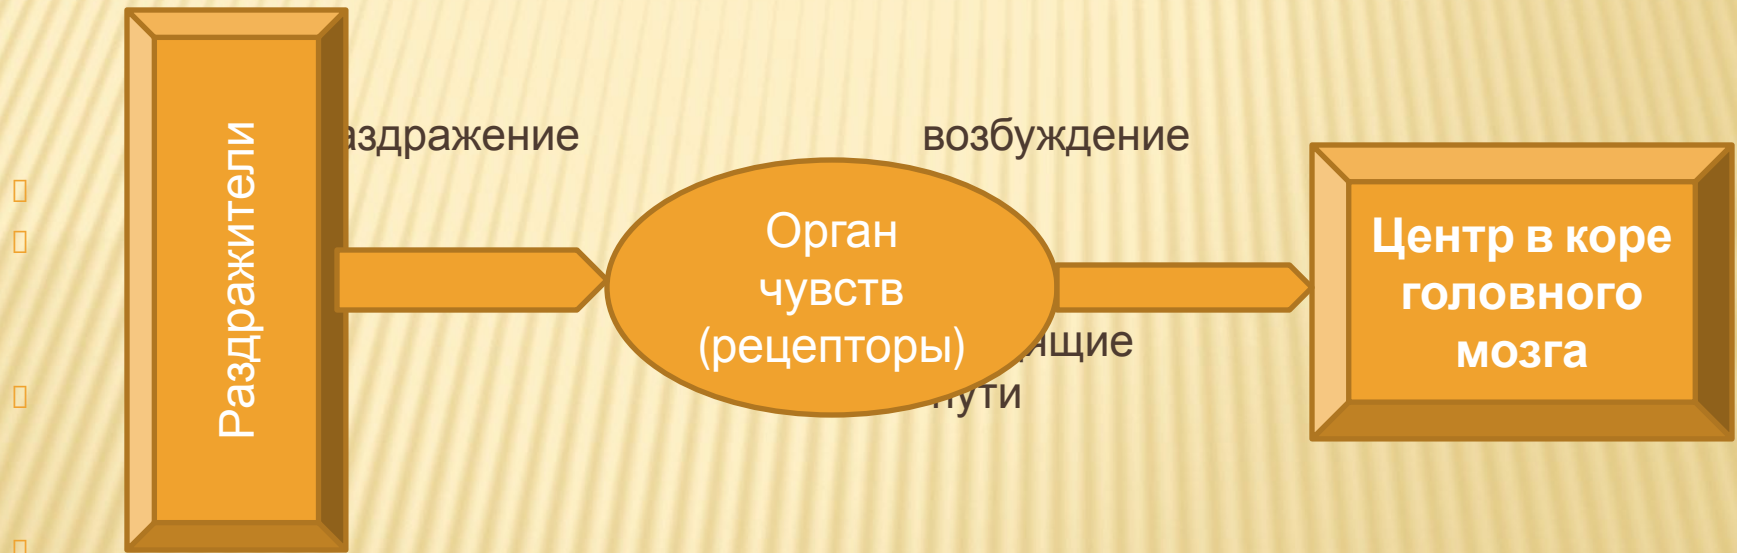 Раздражители
аздражение
возбуждение
Орган
чувств
(рецепторы)
ящие
пути
Центр в коре
головного
мозга